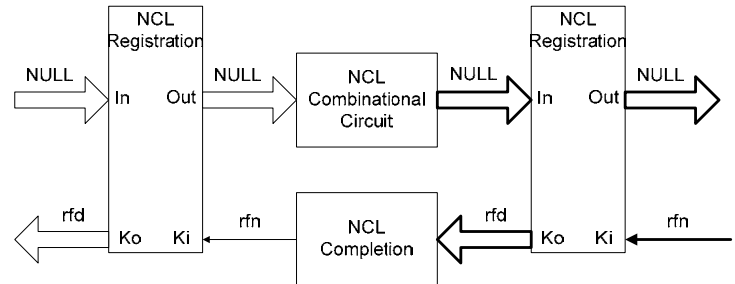 NCL
Registration
NCL
Registration
NULL
NULL
NCL
Combinational
Circuit
NULL
NULL
In
Out
In
Out
rfd
rfn
NCL
Completion
rfd
rfn
Ko
Ki
Ko
Ki